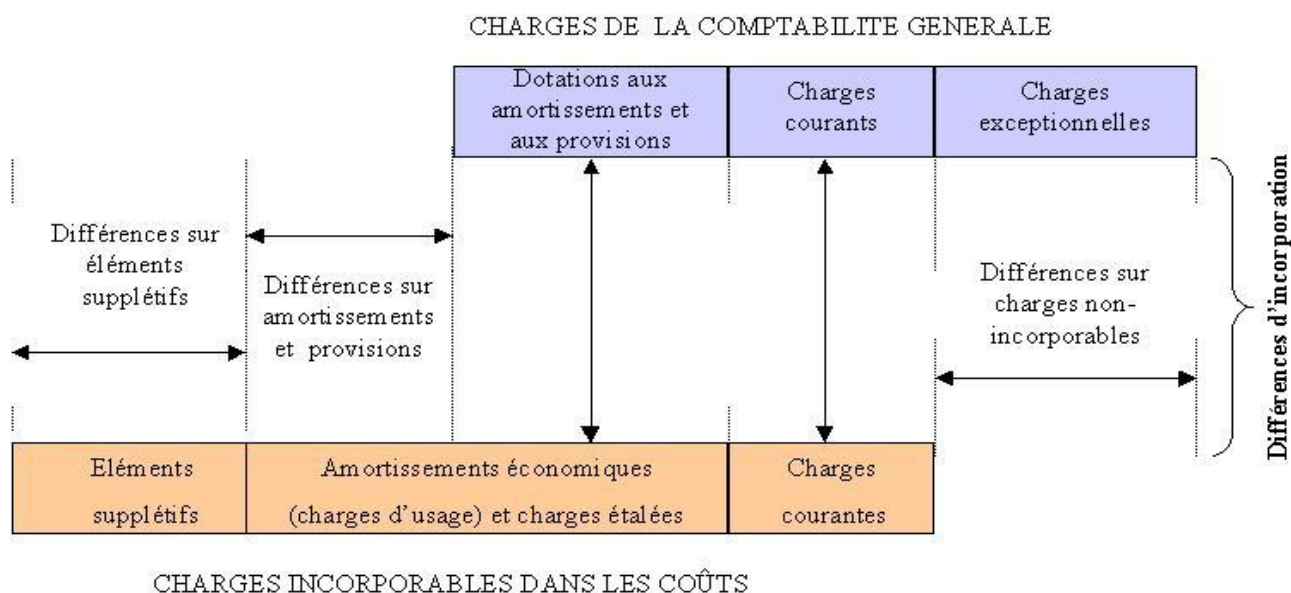 CHARGES DE LA COMPTABILITE GENERALE
Dotations aux
amortissements et
aux provisions
Charges
courants
Charges
exceptionnelles
Différences sur
éléments
supplétifs
Différences sur
amortissements
et provisions
Différences sur
charges non-
incorporables
Différences d'incorporation
Eléments
supplétifs
Amortissements économiques
(charges d'usage) et charges étalées
Charges
courantes
CHARGES INCORPORABLES DANS LES COÛTS